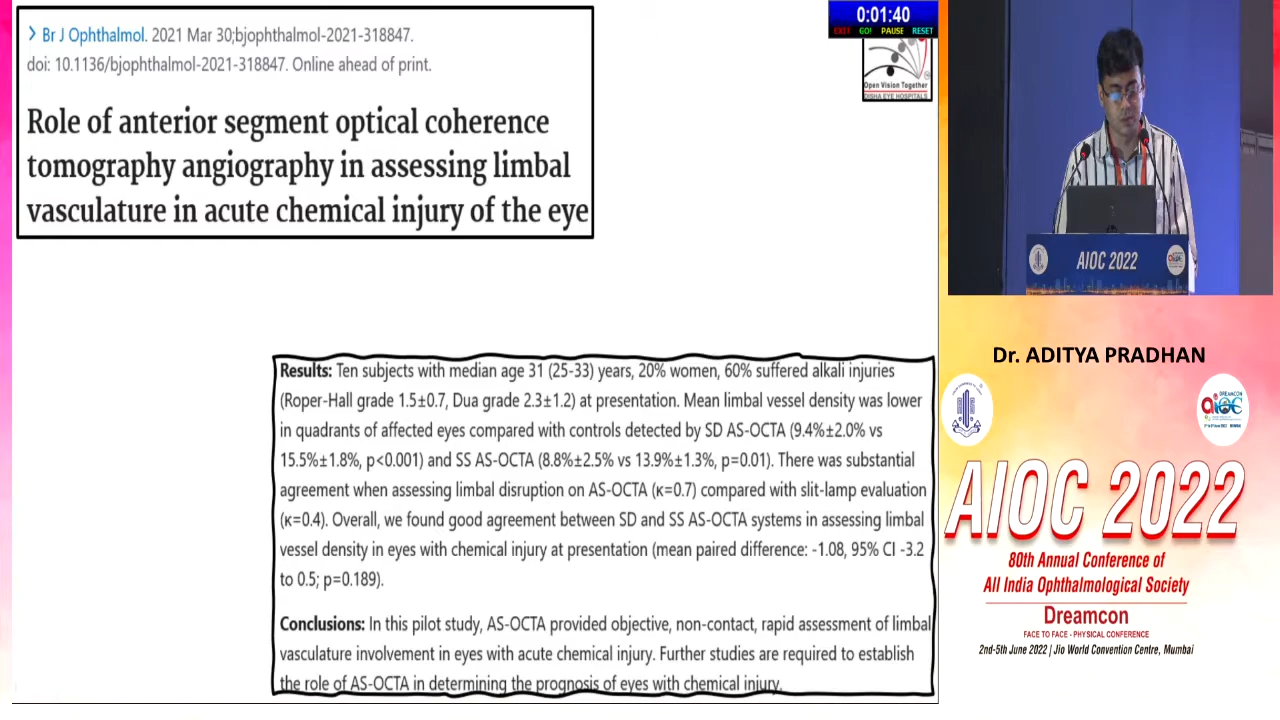 > Br J Ophthalmol. 2021 Mar 30;bjophthalmol-2021-318847.
doi: 10.1136/bjophthalmol-2021-318847. Online ahead of print.
Role of anterior segment optical coherence
tomography angiography in assessing limbal
vasculature in acute chemical injury of the eye
0:01:40
EXIT GO! PAUSE RESET
Open Vision Together
DISHA EYE HOSPITALS
Results: Ten subjects with median age 31 (25-33) years, 20% women, 60% suffered alkali injuries
(Roper-Hall grade 1.5±0.7, Dua grade 2.3±1.2) at presentation. Mean limbal vessel density was lower
in quadrants of affected eyes compared with controls detected by SD AS-OCTA (9.4%±2.0% vs
15.5%±1.8%, p<0.001) and SS AS-OCTA (8.8%±2.5% vs 13.9%±1.3%, p=0.01). There was substantial
agreement when assessing limbal disruption on AS-OCTA (κ=0.7) compared with slit-lamp evaluation
(κ=0.4). Overall, we found good agreement between SD and SS AS-OCTA systems in assessing limbal
vessel density in eyes with chemical injury at presentation (mean paired difference: -1.08, 95% CI -3.2
to 0.5; p=0.189).
Conclusions: In this pilot study, AS-OCTA provided objective, non-contact, rapid assessment of limbal
vasculature involvement in eyes with acute chemical injury. Further studies are required to establish
the role of AS-OCTA in determining the prognosis of eyes with chemical injury.
AIOC 2022
Dr. ADITYA PRADHAN
DREAMCON
AIOC
AIOC 2022
80th Annual Conference of
All India Ophthalmological Society
Dreamcon
FACE TO FACE - PHYSICAL CONFERENCE
2nd-5th June 2022 | Jio World Convention Centre, Mumbai